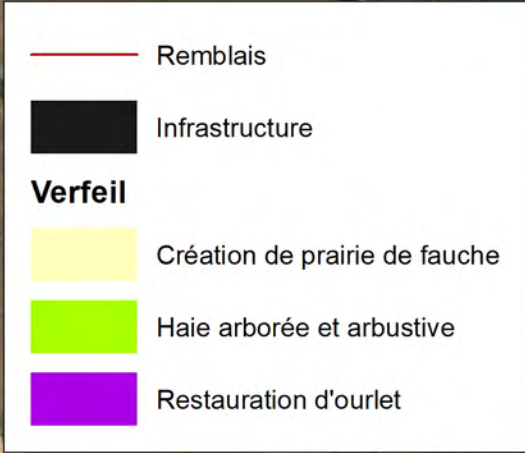 Remblais
Infrastructure
Verfeil
Création de prairie de fauche
Haie arborée et arbustive
Restauration d'ourlet